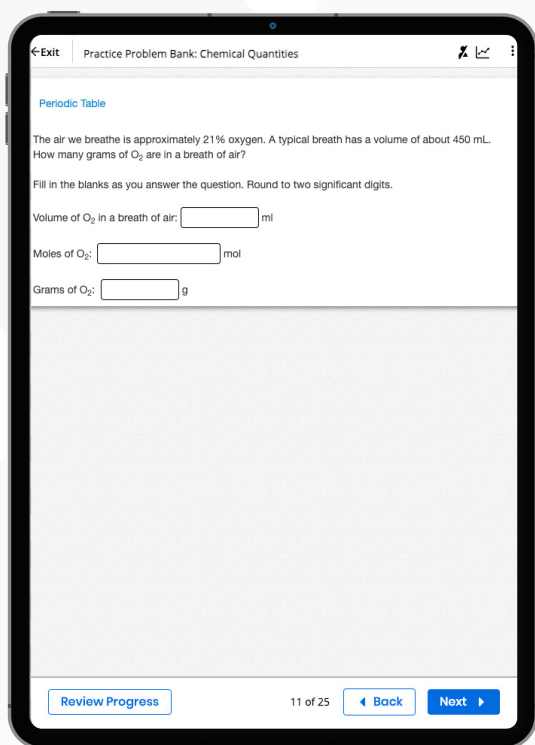 Exit
Practice Problem Bank: Chemical Quantities
Periodic Table
The air we breathe is approximately 21% oxygen. A typical breath has a volume of about 450 mL.
How many grams of O₂ are in a breath of air?
Fill in the blanks as you answer the question. Round to two significant digits.
Volume of O₂ in a breath of air: ml
Moles of O₂: mol
Grams of O₂: g
Review Progress
11 of 25
Back
Next